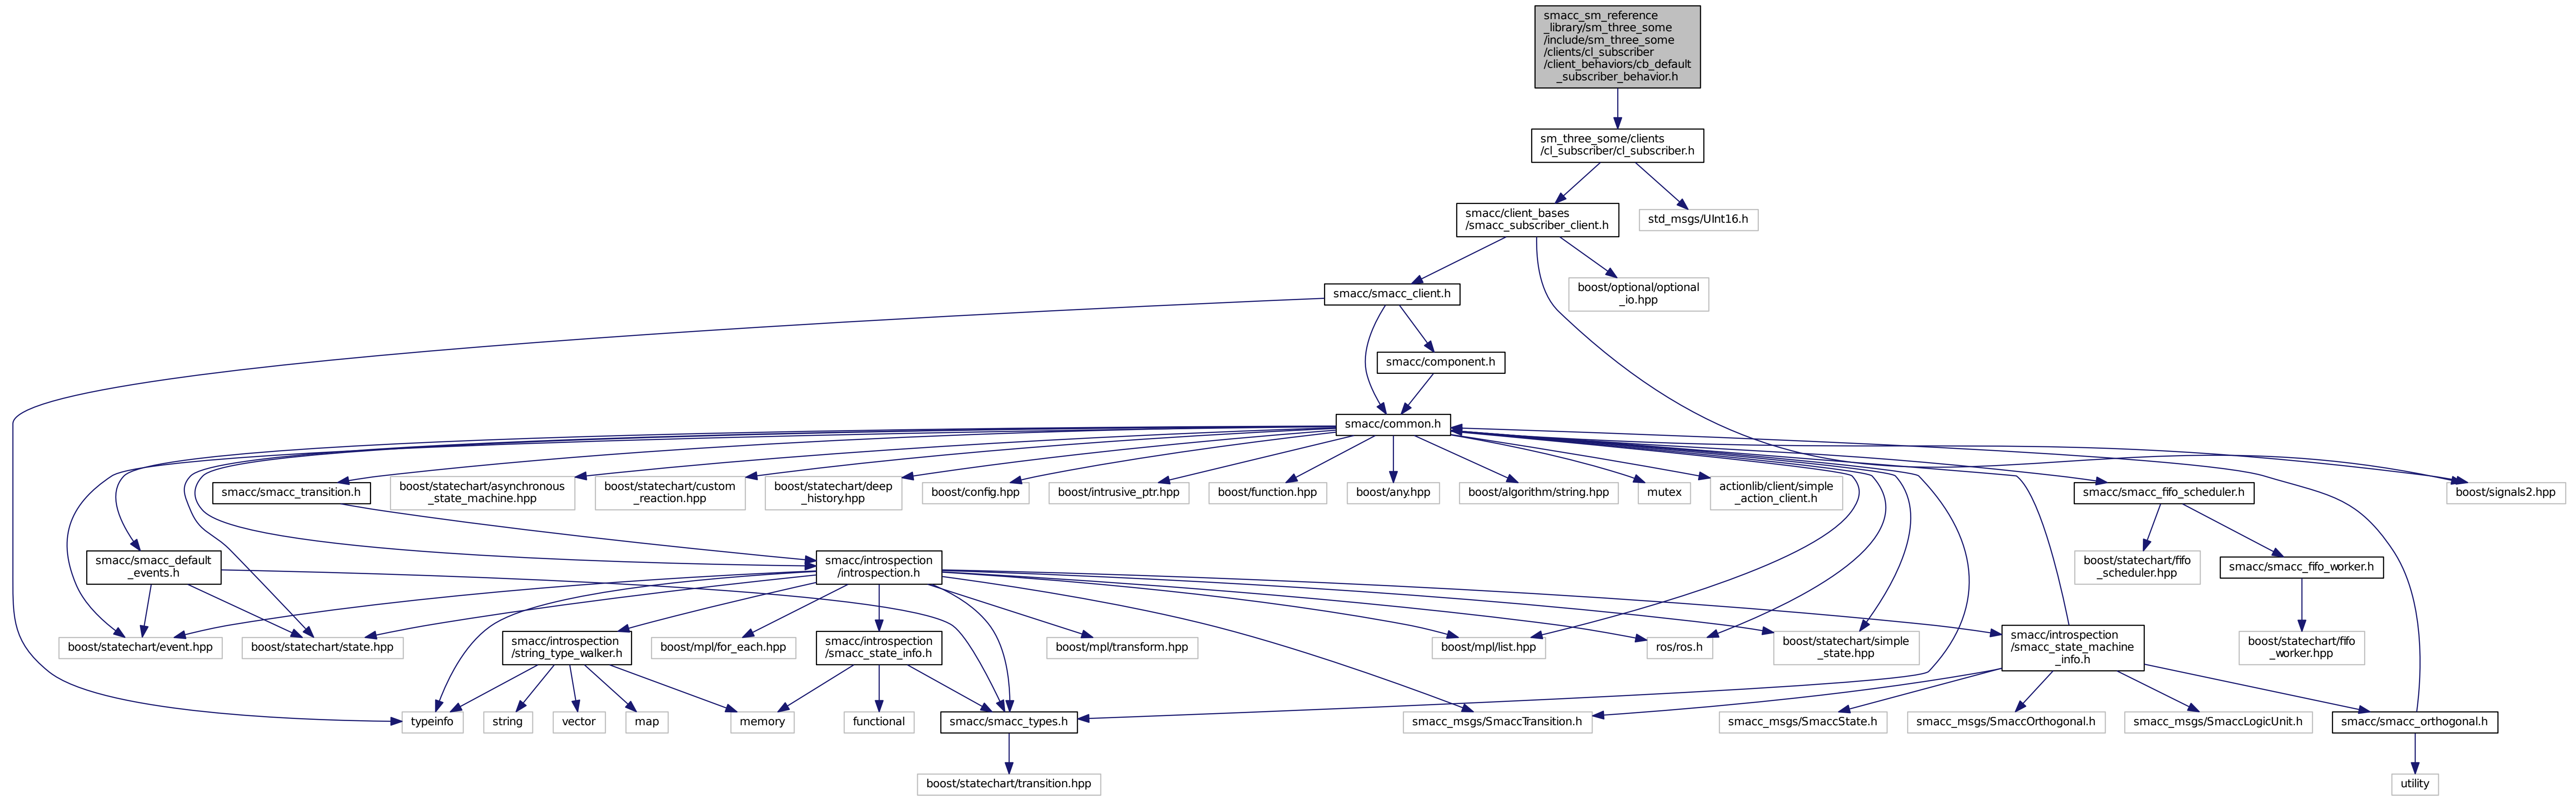 smacc_sm_reference
_library/sm_three_some
/include/sm_three_some
/clients/cl_subscriber
/client_behaviors/cb_default
_subscriber_behavior.h
sm_three_some/clients
/cl_subscriber/cl_subscriber.h
smacc/client_bases
/smacc_subscriber_client.h
std_msgs/UInt16.h
smacc/smacc_client.h
boost/optional/optional
_io.hpp
smacc/component.h
smacc/common.h
smacc/smacc_transition.h
boost/statechart/asynchronous
_state_machine.hpp
boost/statechart/custom
_reaction.hpp
boost/statechart/deep
_history.hpp
boost/config.hpp
boost/intrusive_ptr.hpp
boost/function.hpp
boost/any.hpp
boost/algorithm/string.hpp
mutex
actionlib/client/simple
_action_client.h
smacc/smacc_fifo_scheduler.h
boost/signals2.hpp
smacc/smacc_default
_events.h
smacc/introspection
/introspection.h
boost/statechart/fifo
_scheduler.hpp
smacc/smacc_fifo_worker.h
boost/statechart/event.hpp
boost/statechart/state.hpp
smacc/introspection
/string_type_walker.h
boost/mpl/for_each.hpp
smacc/introspection
/smacc_state_info.h
boost/mpl/transform.hpp
boost/mpl/list.hpp
ros/ros.h
boost/statechart/simple
_state.hpp
smacc/introspection
/smacc_state_machine
_info.h
boost/statechart/fifo
_worker.hpp
typeinfo
string
vector
map
memory
functional
smacc/smacc_types.h
smacc_msgs/SmaccTransition.h
smacc_msgs/SmaccState.h
smacc_msgs/SmaccOrthogonal.h
smacc_msgs/SmaccLogicUnit.h
smacc/smacc_orthogonal.h
boost/statechart/transition.hpp
utility